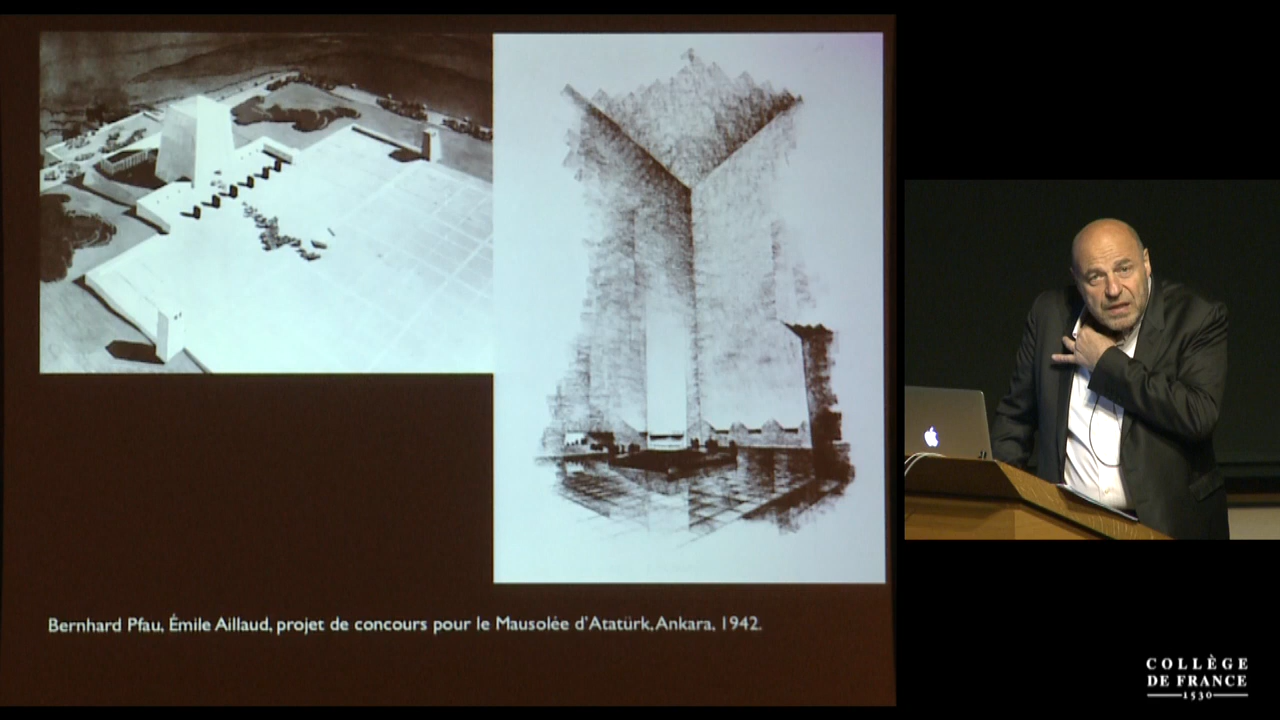 Bernhard Pfau, Émile Aillaud, projet de concours pour le Mausolée d'Atatürk, Ankara, 1942.
COLLÈGE
DE FRANCE
1530